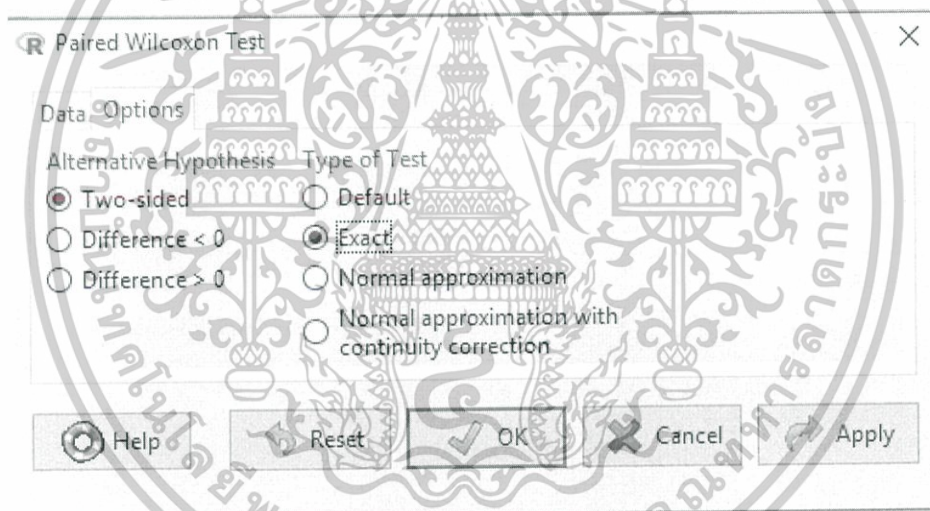 R Paired Wilcoxon Test
Data Options
Alternative Hypothesis Type of Test
Two-sided Default
Difference < 0 Exact
Difference > 0 Normal approximation
Normal approximation with
continuity correction
Help Reset OK Cancel Apply